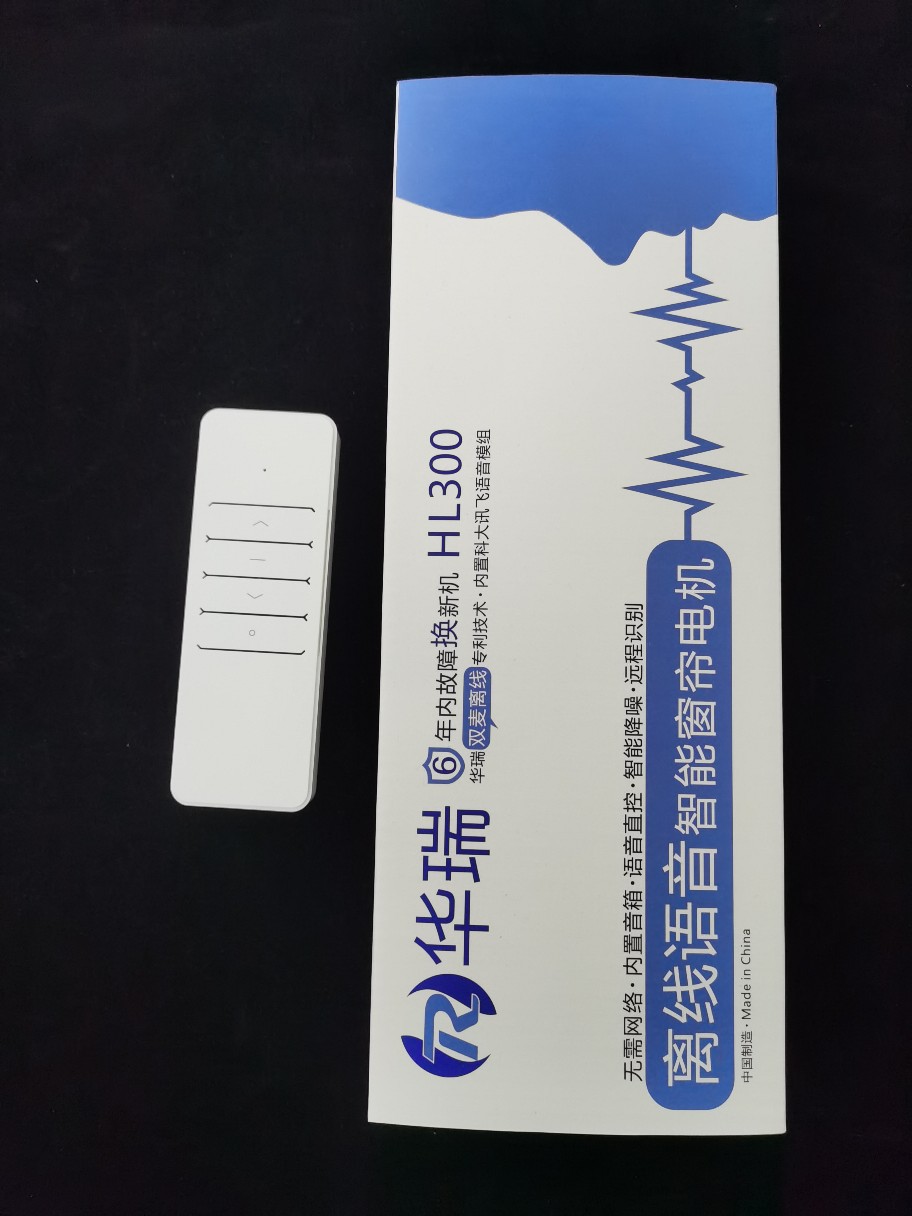 华瑞
6年内故障换新机 HL300
华瑞双麦离线专利技术·内置科大讯飞语音模组
无需网络·内置音箱·语音直控·智能降噪·远程识别
离线语音智能窗帘电机
中国制造·Made in China